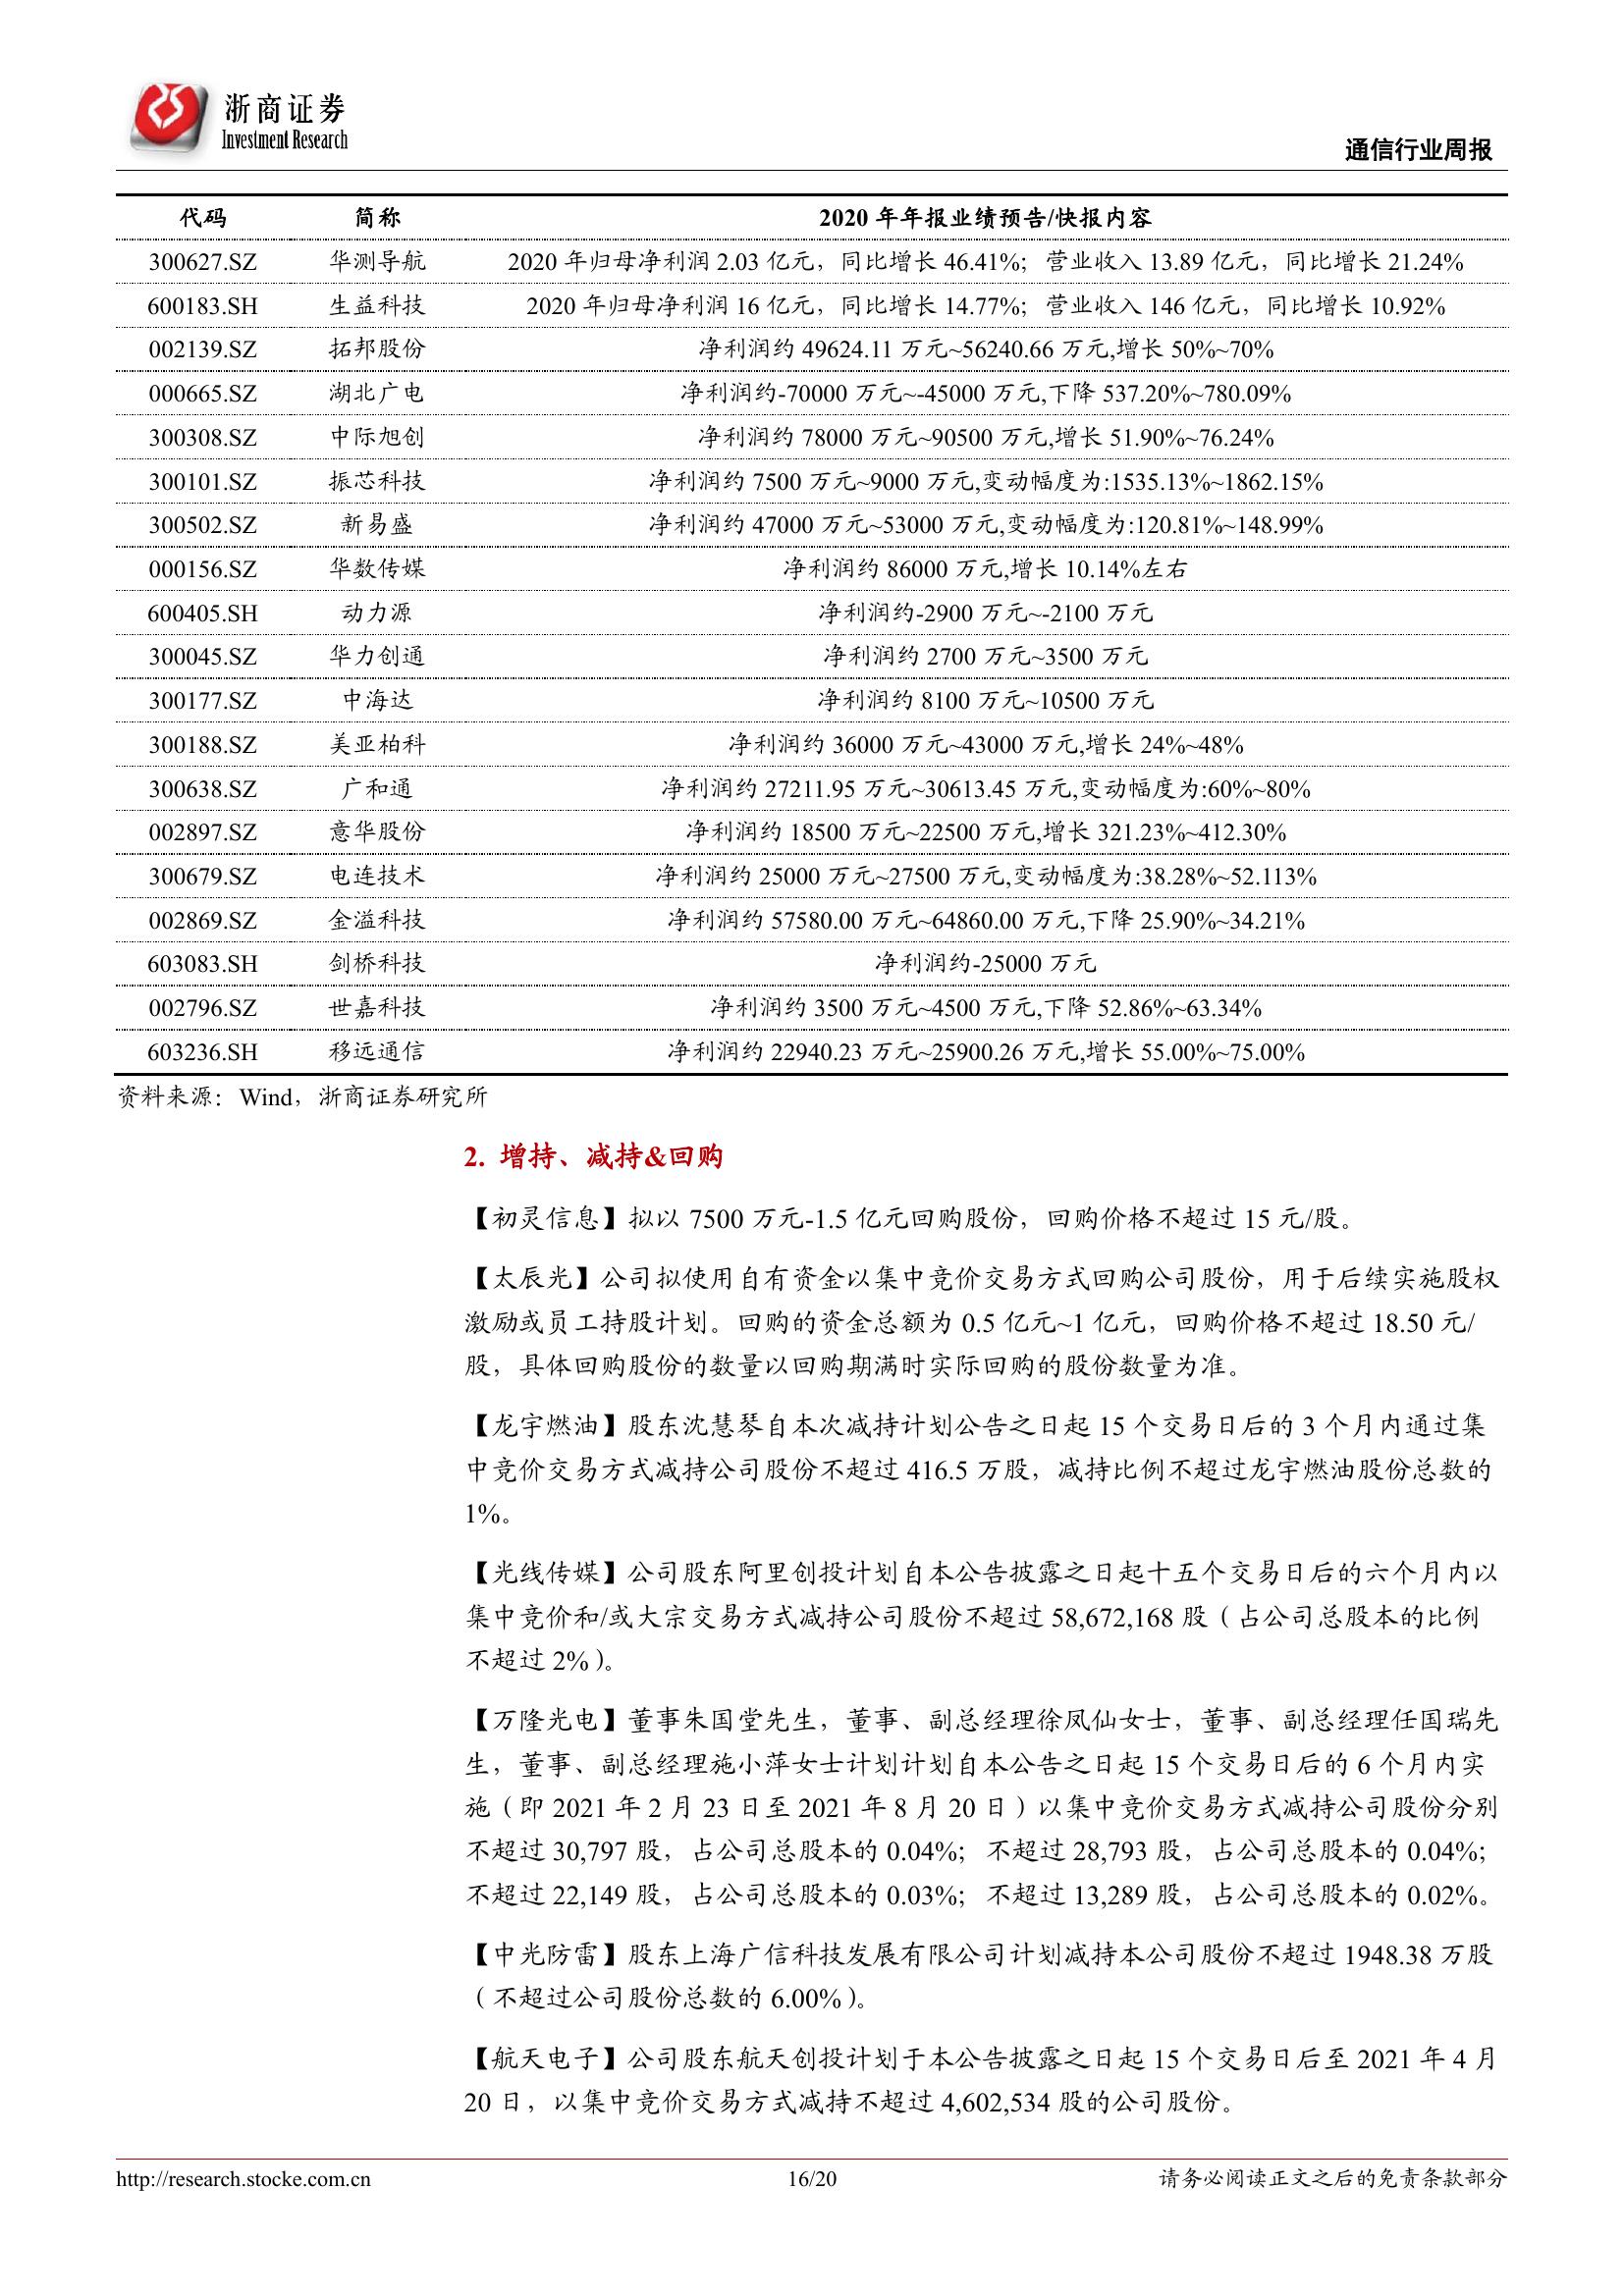 浙商证券
Investment Research
通信行业周报
代码 简称 2020 年年报业绩预告/快报内容
300627.SZ 华测导航 2020 年归母净利润 2.03 亿元，同比增长 46.41%；营业收入 13.89 亿元，同比增长 21.24%
600183.SH 生益科技 2020 年归母净利润 16 亿元，同比增长 14.77%；营业收入 146 亿元，同比增长 10.92%
002139.SZ 拓邦股份 净利润约 49624.11 万元~56240.66 万元,增长 50%~70%
000665.SZ 湖北广电 净利润约-70000 万元~-45000 万元,下降 537.20%~780.09%
300308.SZ 中际旭创 净利润约 78000 万元~90500 万元,增长 51.90%~76.24%
300101.SZ 振芯科技 净利润约 7500 万元~9000 万元,变动幅度为:1535.13%~1862.15%
300502.SZ 新易盛 净利润约 47000 万元~53000 万元,变动幅度为:120.81%~148.99%
000156.SZ 华数传媒 净利润约 86000 万元,增长 10.14%左右
600405.SH 动力源 净利润约-2900 万元~-2100 万元
300045.SZ 华力创通 净利润约 2700 万元~3500 万元
300177.SZ 中海达 净利润约 8100 万元~10500 万元
300188.SZ 美亚柏科 净利润约 36000 万元~43000 万元,增长 24%~48%
300638.SZ 广和通 净利润约 27211.95 万元~30613.45 万元,变动幅度为:60%~80%
002897.SZ 意华股份 净利润约 18500 万元~22500 万元,增长 321.23%~412.30%
300679.SZ 电连技术 净利润约 25000 万元~27500 万元,变动幅度为:38.28%~52.113%
002869.SZ 金溢科技 净利润约 57580.00 万元~64860.00 万元,下降 25.90%~34.21%
603083.SH 剑桥科技 净利润约-25000 万元
002796.SZ 世嘉科技 净利润约 3500 万元~4500 万元,下降 52.86%~63.34%
603236.SH 移远通信 净利润约 22940.23 万元~25900.26 万元,增长 55.00%~75.00%
资料来源：Wind，浙商证券研究所
2. 增持、减持&回购
【初灵信息】拟以 7500 万元-1.5 亿元回购股份，回购价格不超过 15 元/股。
【太辰光】公司拟使用自有资金以集中竞价交易方式回购公司股份，用于后续实施股权
激励或员工持股计划。回购的资金总额为 0.5 亿元~1 亿元，回购价格不超过 18.50 元/
股，具体回购股份的数量以回购期满时实际回购的股份数量为准。
【龙宇燃油】股东沈慧琴自本次减持计划公告之日起 15 个交易日后的 3 个月内通过集
中竞价交易方式减持公司股份不超过 416.5 万股，减持比例不超过龙宇燃油股份总数的
1%。
【光线传媒】公司股东阿里创投计划自本公告披露之日起十五个交易日后的六个月内以
集中竞价和/或大宗交易方式减持公司股份不超过 58,672,168 股（占公司总股本的比例
不超过 2%）。
【万隆光电】董事朱国堂先生，董事、副总经理徐凤仙女士，董事、副总经理任国瑞先
生，董事、副总经理施小萍女士计划计划自本公告之日起 15 个交易日后的 6 个月内实
施（即 2021 年 2 月 23 日至 2021 年 8 月 20 日）以集中竞价交易方式减持公司股份分别
不超过 30,797 股，占公司总股本的 0.04%；不超过 28,793 股，占公司总股本的 0.04%；
不超过 22,149 股，占公司总股本的 0.03%；不超过 13,289 股，占公司总股本的 0.02%。
【中光防雷】股东上海广信科技发展有限公司计划减持本公司股份不超过 1948.38 万股
（不超过公司股份总数的 6.00%）。
【航天电子】公司股东航天创投计划于本公告披露之日起 15 个交易日后至 2021 年 4 月
20 日，以集中竞价交易方式减持不超过 4,602,534 股的公司股份。
http://research.stocke.com.cn 16/20 请务必阅读正文之后的免责条款部分